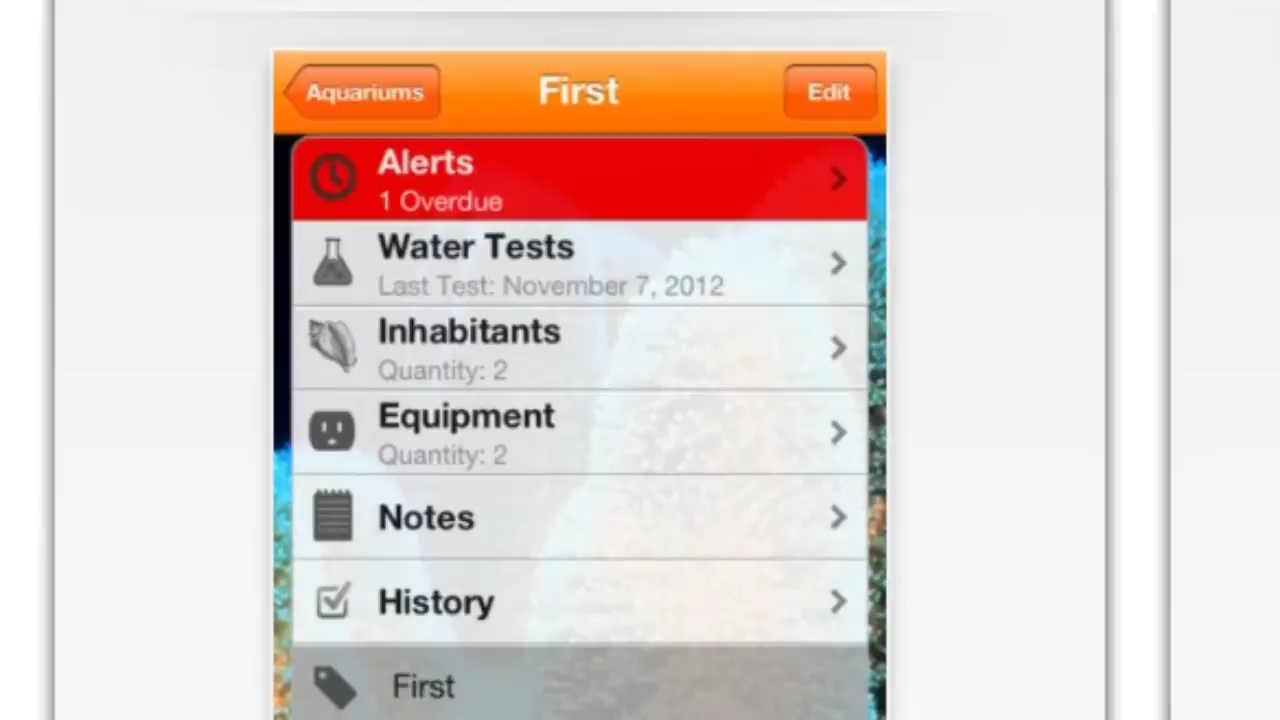 Aquariums
First
Edit
Alerts
1 Overdue
Water Tests
Last Test: November 7, 2012
Inhabitants
Quantity: 2
Equipment
Quantity: 2
Notes
History
First